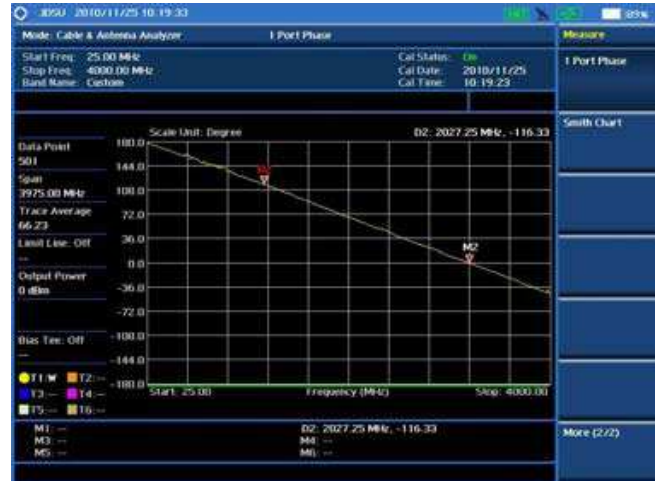 JDSU 2010/11/25 10:19:33
89%
Mode: Cable & Antenna Analyzer 1 Port Phase
Measure
Start Freq: 25.00 MHz
Stop Freq: 4000.00 MHz
Band Name: Custom
Cal Status: On
Cal Date: 2010/11/25
Cal Time: 10:19:23
1 Port Phase
Smith Chart
Scale Unit: Degree
D2: 2027.25 MHz, -116.33
Data Point
501
Span
3975.00 MHz
Trace Average
66.23
Limit Line: Off
--
Output Power
0 dBm
Bias Tee: Off
--
T1:W T2:--
T3:-- T4:--
T5:-- T6:--
180.0
144.0
108.0
72.0
36.0
0.0
-36.0
-72.0
-108.0
-144.0
-180.0
M2
Start: 25.00 Frequency (MHz) Stop: 4000.00
M1: -- D2: 2027.25 MHz, -116.33
M3: -- M4: --
M5: -- M6: --
More (2/2)